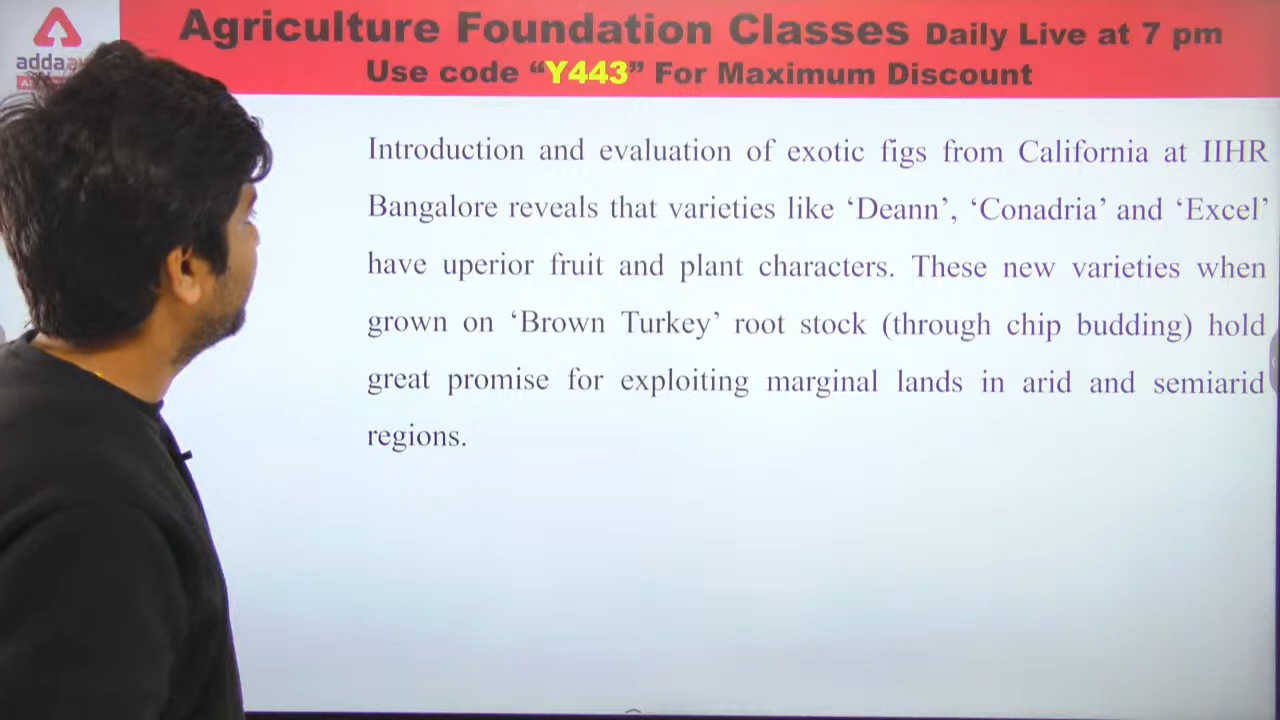 Agriculture Foundation Classes Daily Live at 7 pm
Use code “Y443” For Maximum Discount
adda
Introduction and evaluation of exotic figs from California at IIHR
Bangalore reveals that varieties like ‘Deann’, ‘Conadria’ and ‘Excel’
have uperior fruit and plant characters. These new varieties when
grown on ‘Brown Turkey’ root stock (through chip budding) hold
great promise for exploiting marginal lands in arid and semiarid
regions.